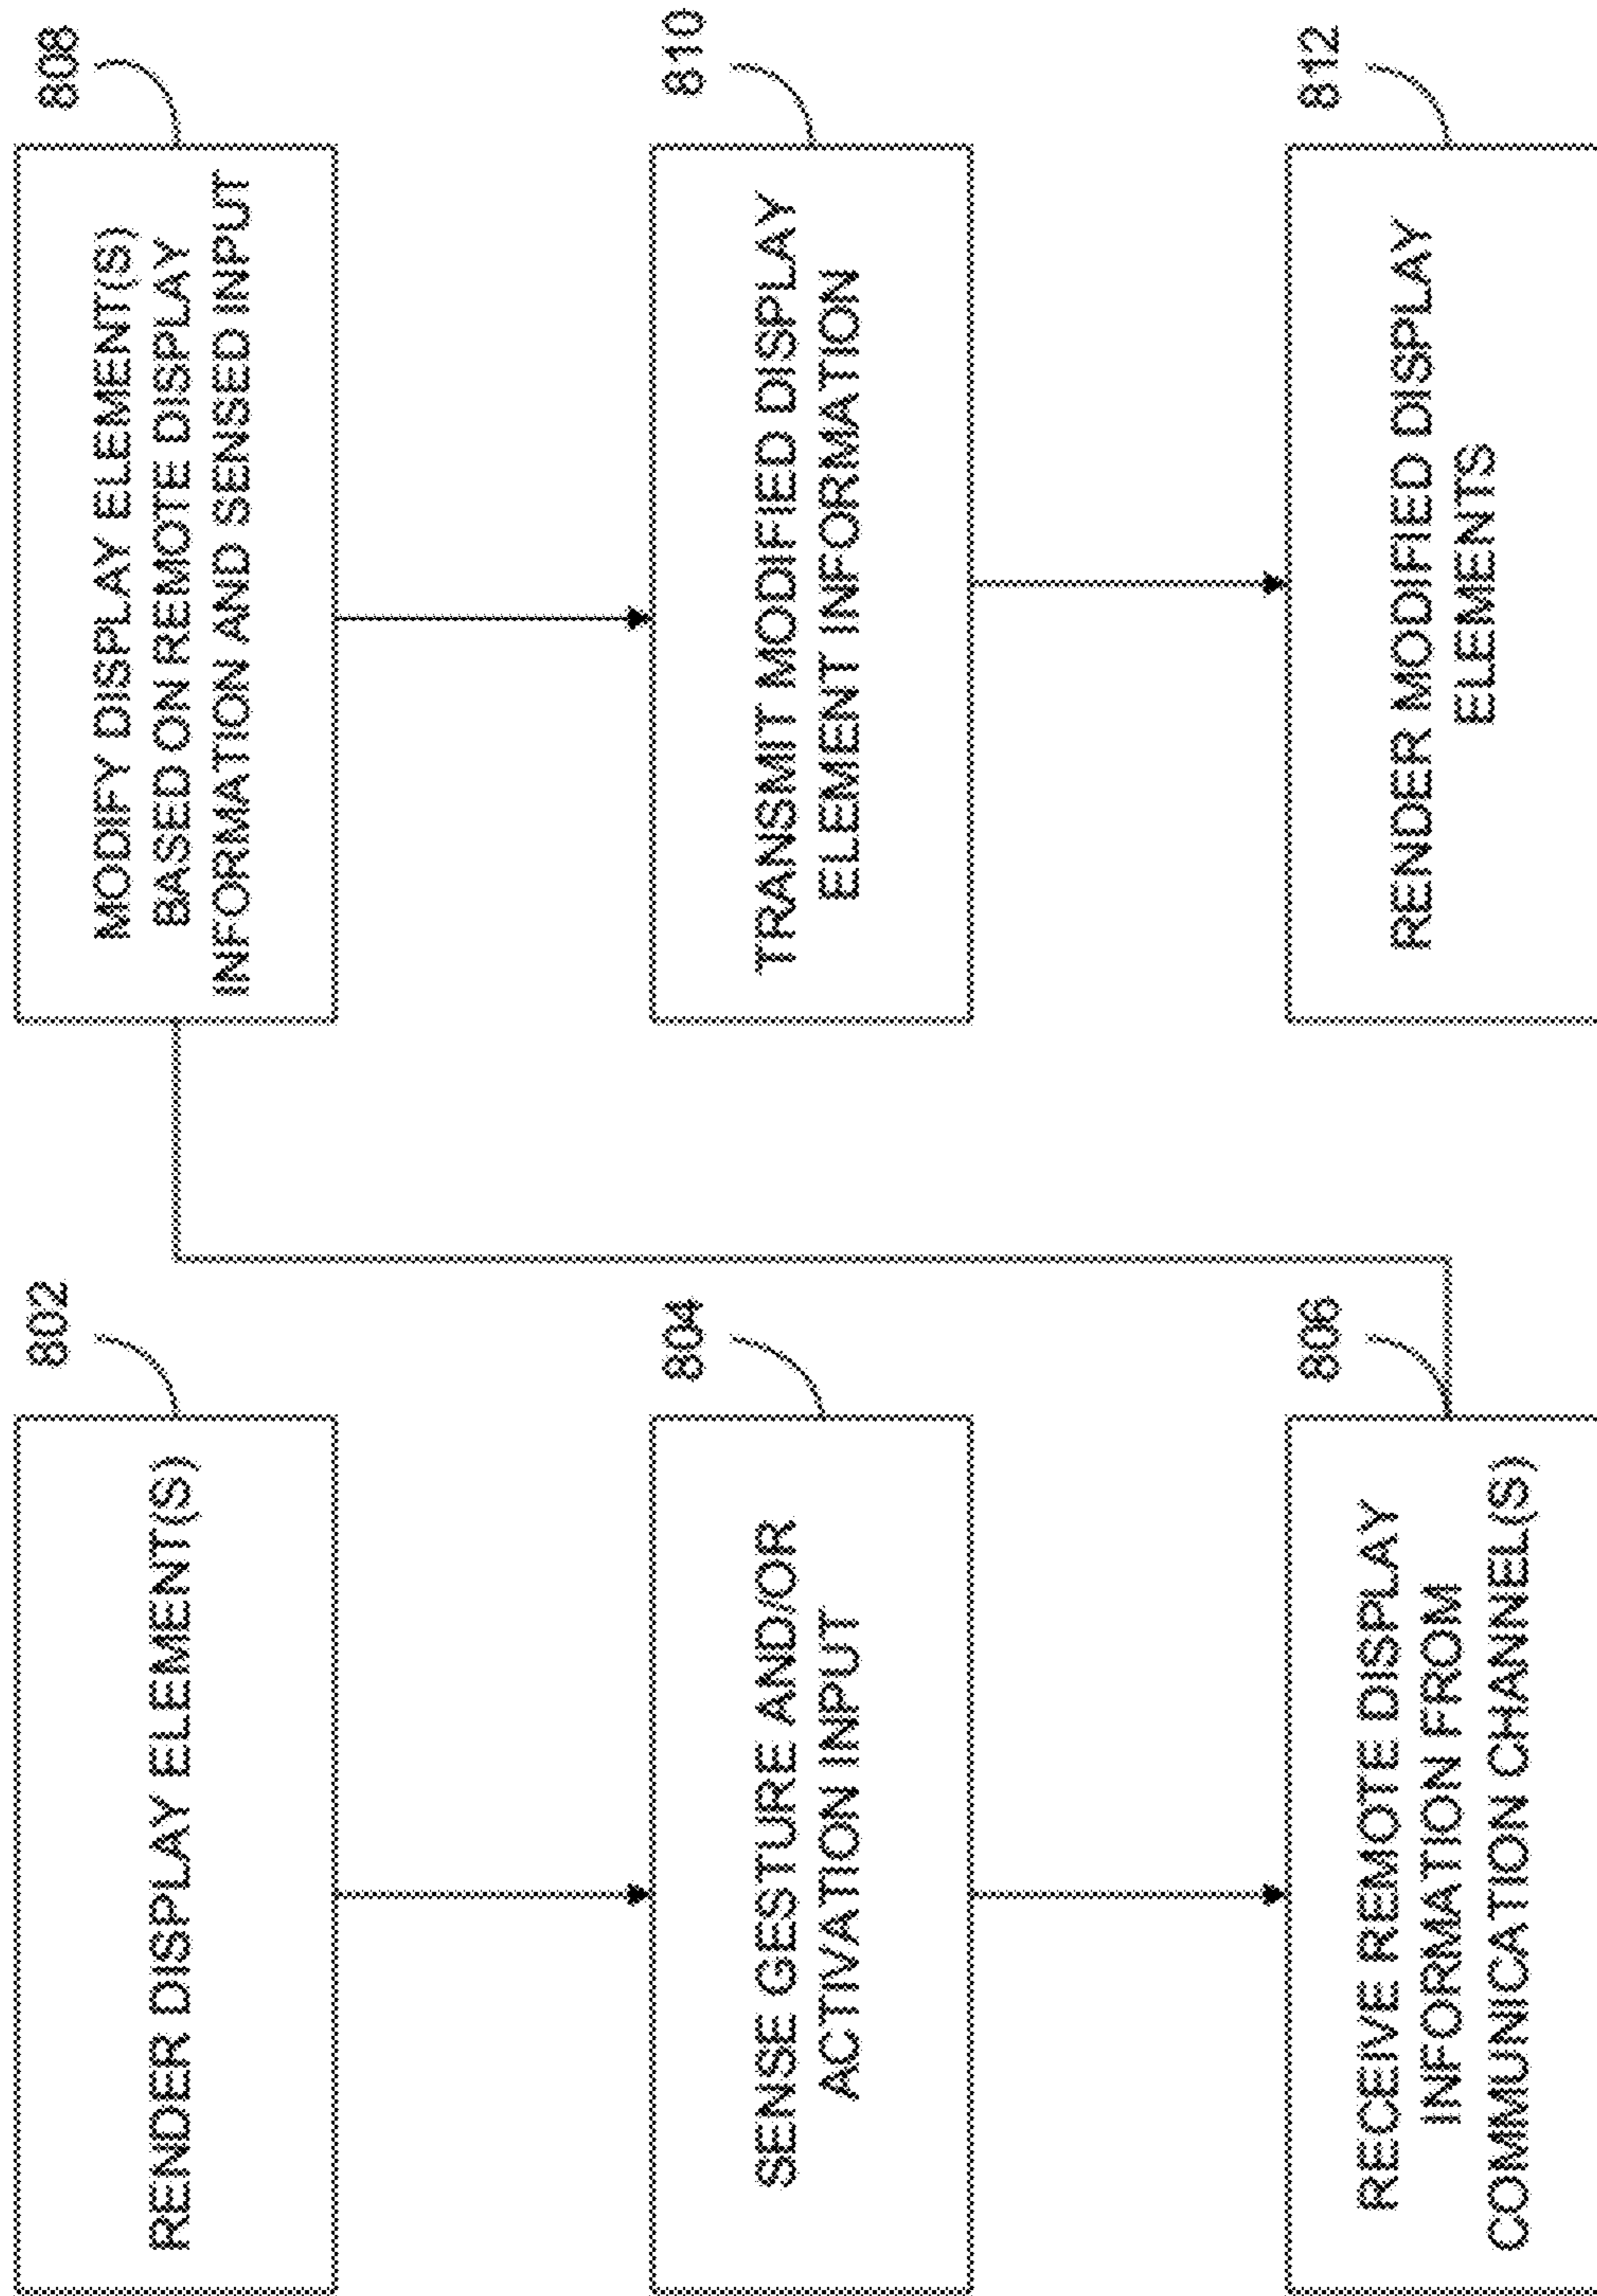 802
RENDER DISPLAY ELEMENT(S)
804
SENSE GESTURE AND/OR
ACTIVATION INPUT
806
RECEIVE REMOTE DISPLAY
INFORMATION FROM
COMMUNICATION CHANNEL(S)
808
MODIFY DISPLAY ELEMENT(S)
BASED ON REMOTE DISPLAY
INFORMATION AND SENSED INPUT
810
TRANSMIT MODIFIED DISPLAY
ELEMENT INFORMATION
812
RENDER MODIFIED DISPLAY
ELEMENTS